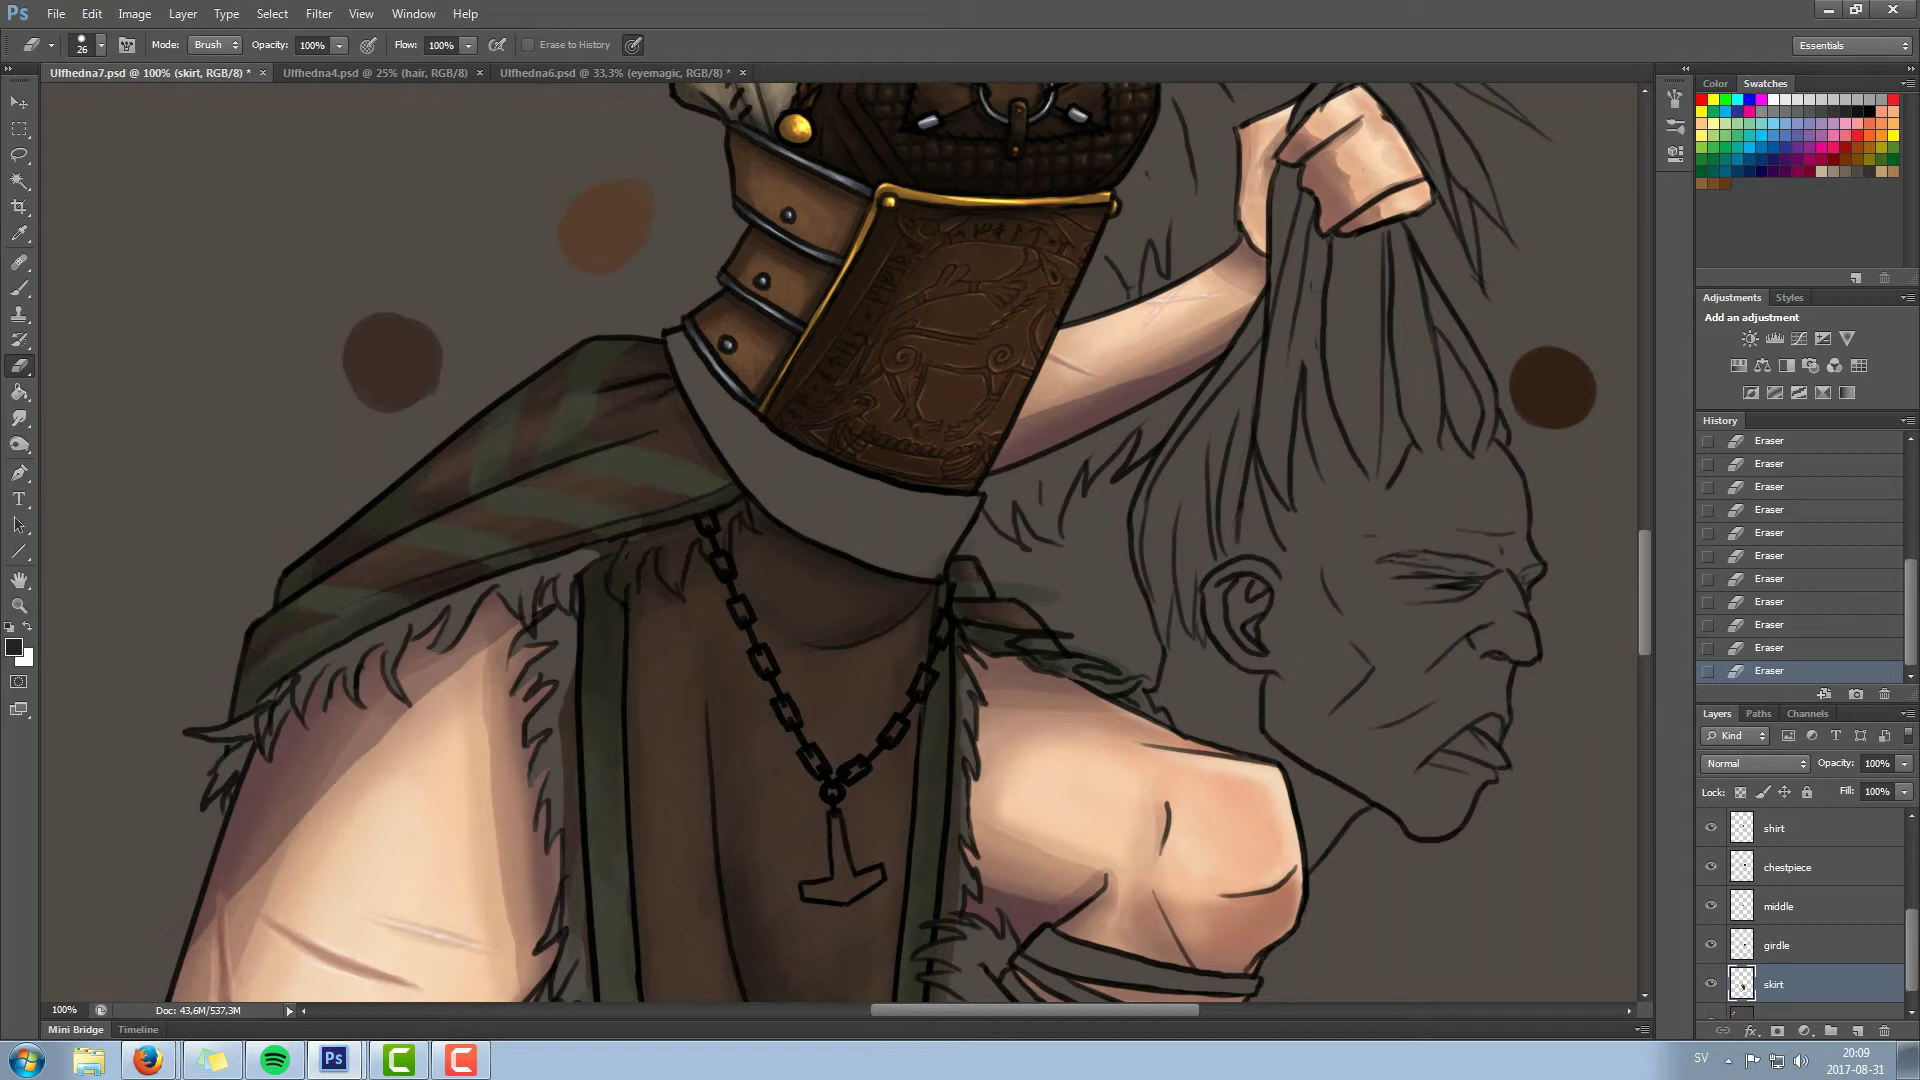 Ps File Edit Image Layer Type Select Filter Extract View Window Help
26 Mode: Brush Opacity: 100% Flow: 100% Erase to History Essentials
Ulfhedna7.psd @ 100% (skirt, RGB/8) * × Ulfhedna4.psd @ 25% (hair, RGB/8) × Ulfhedna6.psd @ 33,3% (eyemagic, RGB/8) * ×
Color Swatches
Adjustments Styles
Add an adjustment
History
Eraser
Eraser
Eraser
Eraser
Eraser
Eraser
Eraser
Eraser
Eraser
Eraser
Eraser
Layers Paths Channels
Kind
Normal Opacity: 100%
Lock: Fill: 100%
shirt
chestpiece
middle
girdle
skirt
100% Doc: 43,6M/537,3M
Mini Bridge Timeline
Ps SV 20:09
2017-08-31